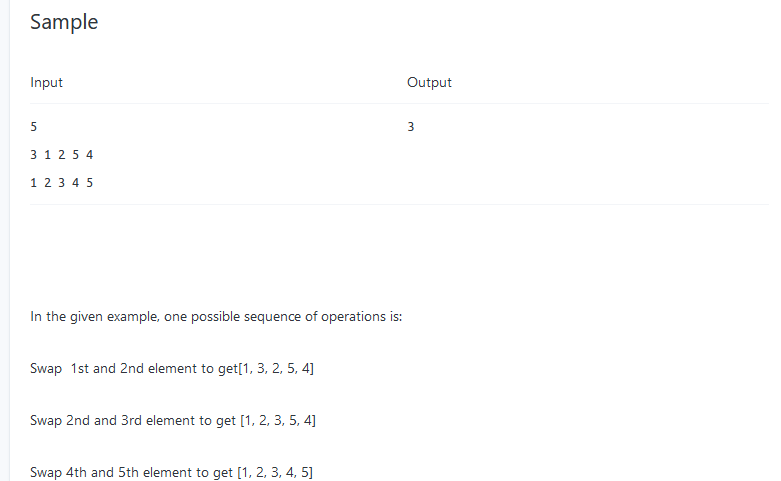 Sample
Input Output
5 3
3 1 2 5 4
1 2 3 4 5
In the given example, one possible sequence of operations is:
Swap  1st and 2nd element to get[1, 3, 2, 5, 4]
Swap 2nd and 3rd element to get [1, 2, 3, 5, 4]
Swap 4th and 5th element to get [1, 2, 3, 4, 5]